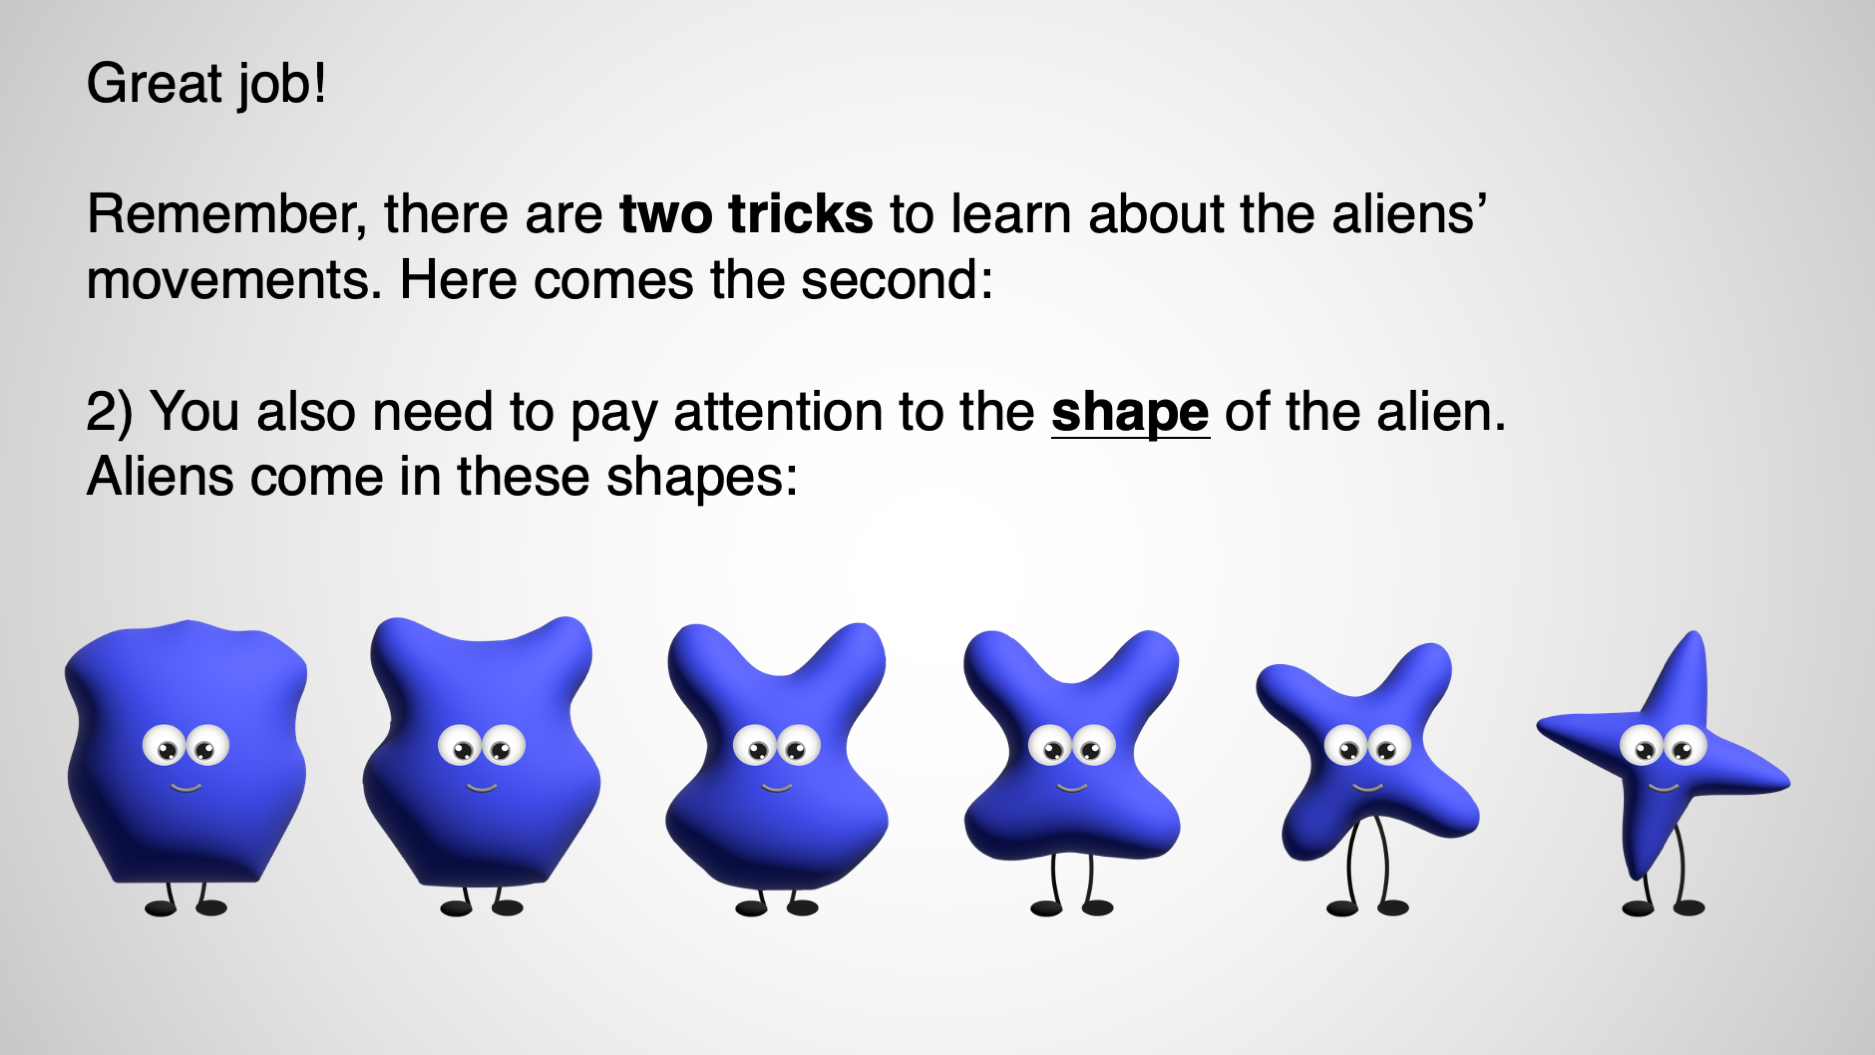 Great job!
Remember, there are two tricks to learn about the aliens’
movements. Here comes the second:
2) You also need to pay attention to the shape of the alien.
Aliens come in these shapes: